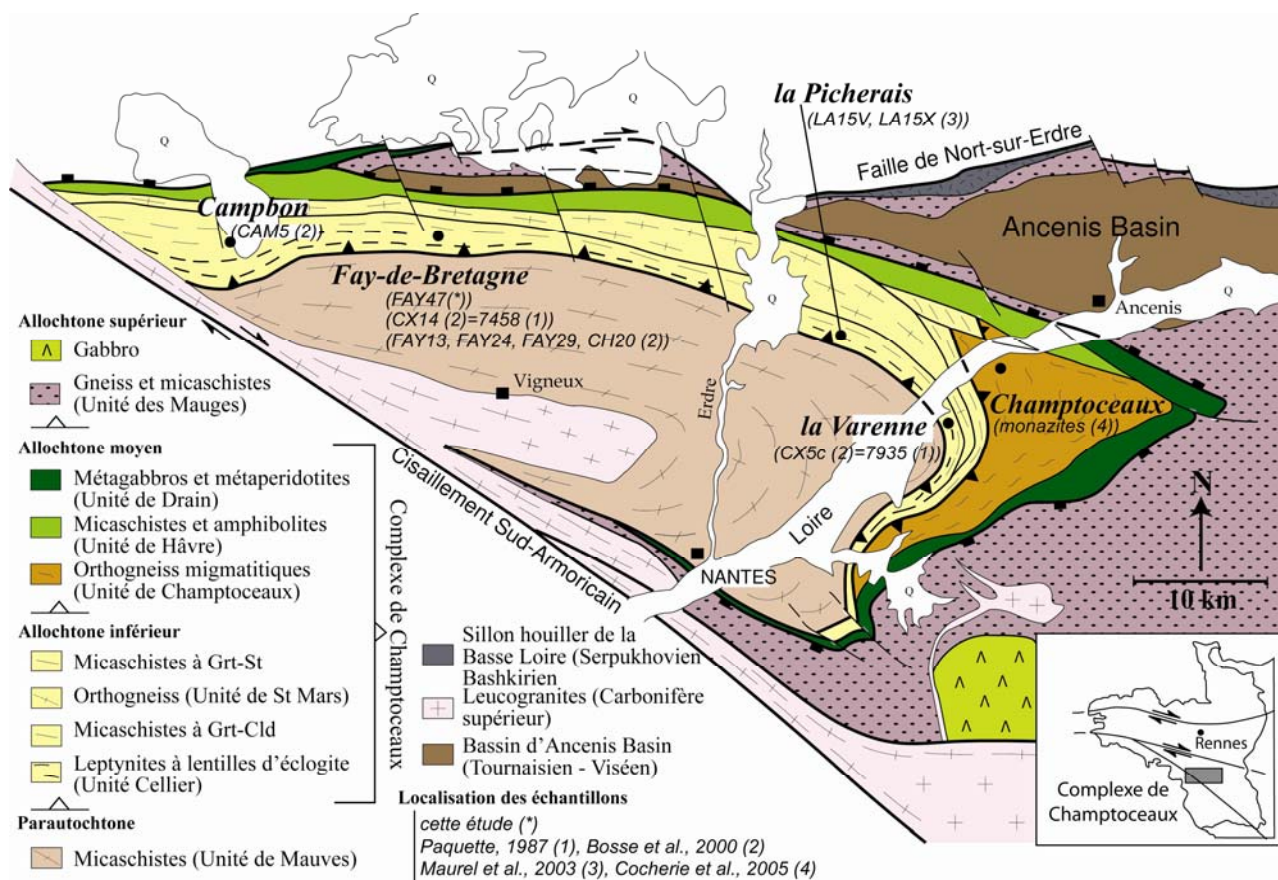 Q
Q
Q
la Picherais
(LA15V, LA15X (3))
Faille de Nort-sur-Erdre
Campbon
(CAM5 (2))
Ancenis Basin
Fay-de-Bretagne
(FAY47(*))
(CX14 (2)=7458 (1))
(FAY13, FAY24, FAY29, CH20 (2))
Q
Ancenis
Q
Vigneux
Erdre
Champtoceaux
(monazites (4))
la Varenne
(CX5c (2)=7935 (1))
Cisaillement Sud-Armoricain
Loire
NANTES
Q
N
10 km
Allochtone supérieur
Gabbro
Gneiss et micaschistes
(Unité des Mauges)
Allochtone moyen
Métagabbros et métaperidotites
(Unité de Drain)
Micaschistes et amphibolites
(Unité de Hâvre)
Orthogneiss migmatitiques
(Unité de Champtoceaux)
Allochtone inférieur
Micaschistes à Grt-St
Orthogneiss (Unité de St Mars)
Micaschistes à Grt-Cld
Leptynites à lentilles d'éclogite
(Unité Cellier)
Parautochtone
Micaschistes (Unité de Mauves)
Complexe de Champtoceaux
Sillon houiller de la
Basse Loire (Serpukhovien
Bashkirien
Leucogranites (Carbonifère
supérieur)
Bassin d'Ancenis Basin
(Tournaisien - Viséen)
Localisation des échantillons
cette étude (*)
Paquette, 1987 (1), Bosse et al., 2000 (2)
Maurel et al., 2003 (3), Cocherie et al., 2005 (4)
Rennes
Complexe de
Champtoceaux